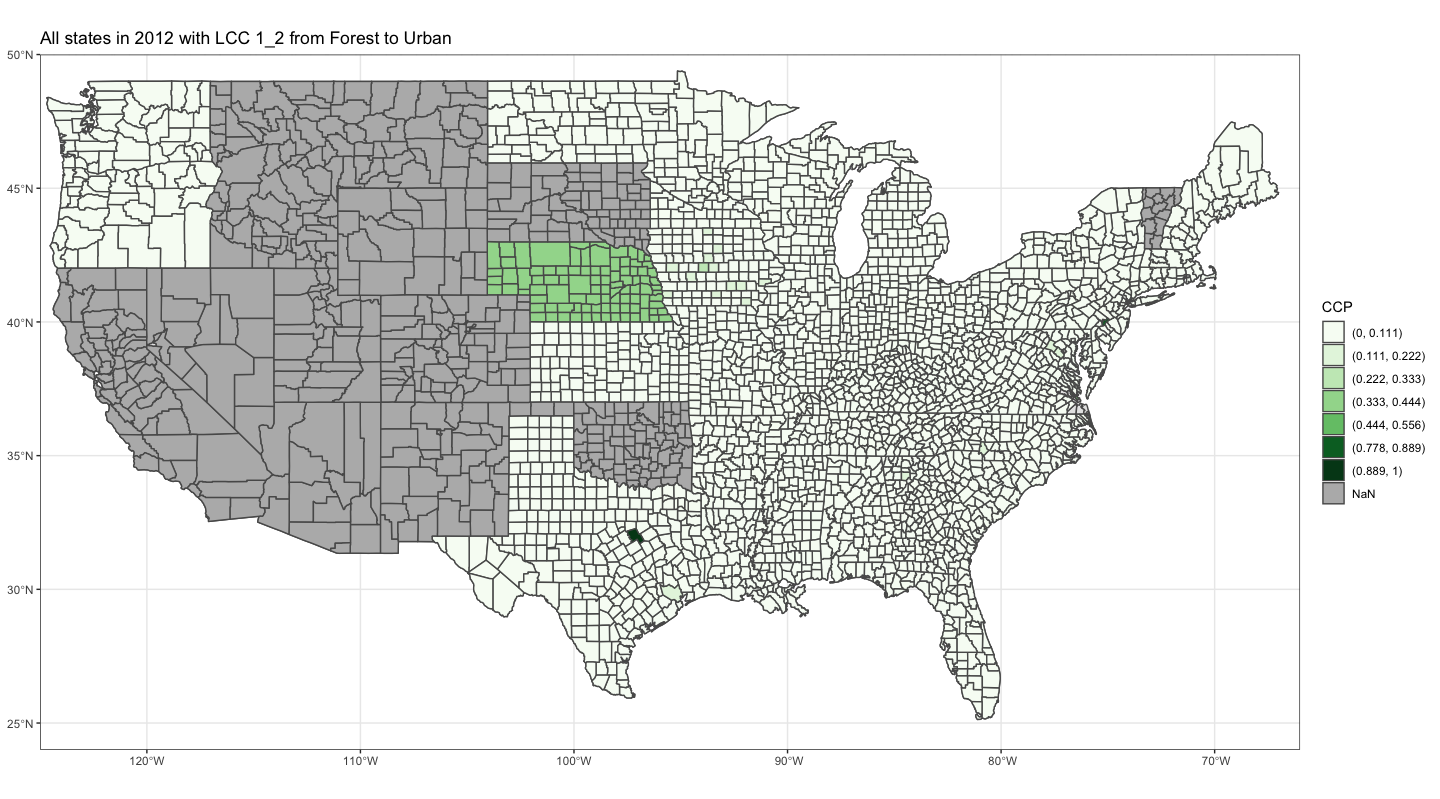 All states in 2012 with LCC 1_2 from Forest to Urban
50°N
45°N
40°N
35°N
30°N
25°N
120°W
110°W
100°W
90°W
80°W
70°W
CCP
(0, 0.111)
(0.111, 0.222)
(0.222, 0.333)
(0.333, 0.444)
(0.444, 0.556)
(0.778, 0.889)
(0.889, 1)
NaN